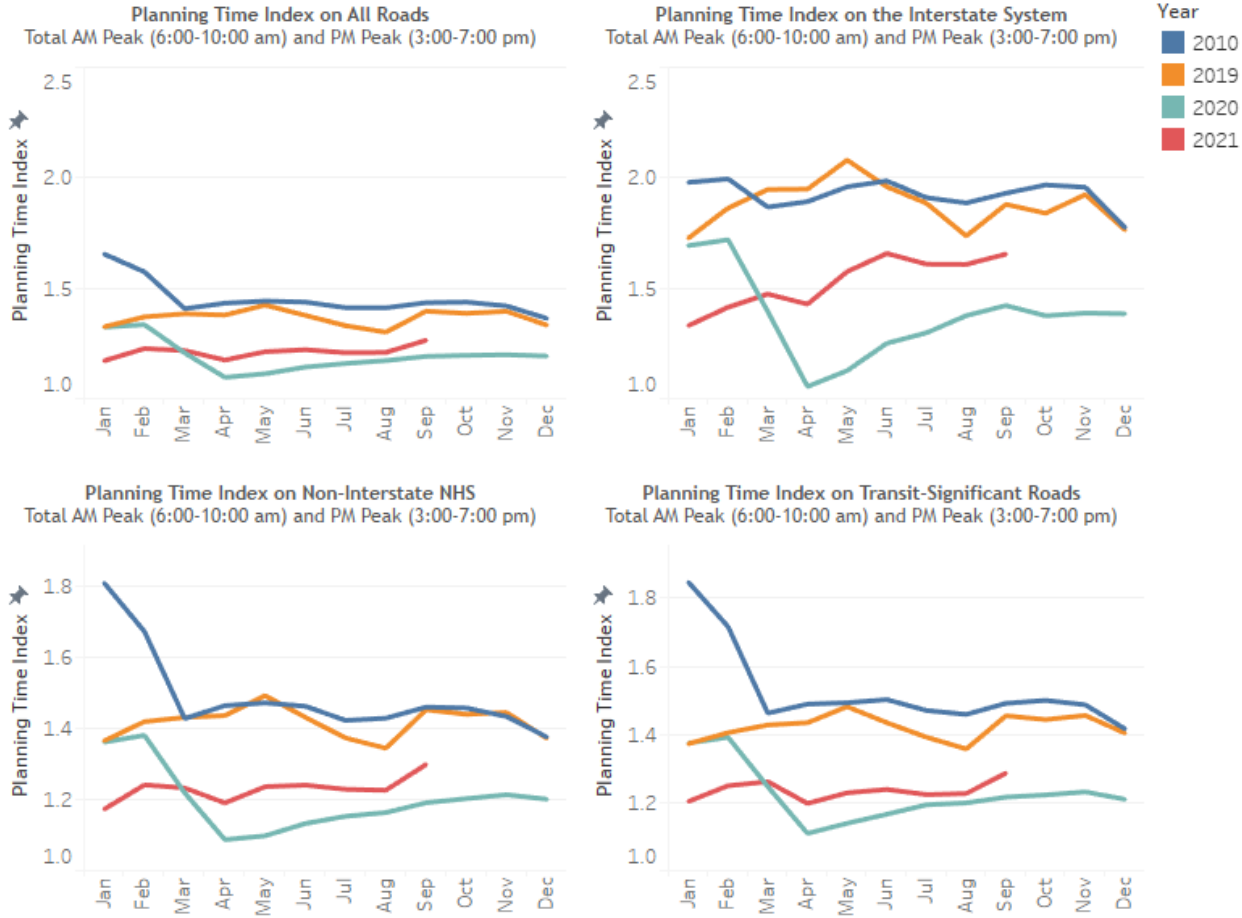 Planning Time Index on All Roads
Total AM Peak (6:00-10:00 am) and PM Peak (3:00-7:00 pm)
2.5
2.0
1.5
1.0
Planning Time Index
Jan Feb Mar Apr May Jun Jul Aug Sep Oct Nov Dec
Planning Time Index on the Interstate System
Total AM Peak (6:00-10:00 am) and PM Peak (3:00-7:00 pm)
2.5
2.0
1.5
1.0
Planning Time Index
Jan Feb Mar Apr May Jun Jul Aug Sep Oct Nov Dec
Year
2010
2019
2020
2021
Planning Time Index on Non-Interstate NHS
Total AM Peak (6:00-10:00 am) and PM Peak (3:00-7:00 pm)
1.8
1.6
1.4
1.2
1.0
Planning Time Index
Jan Feb Mar Apr May Jun Jul Aug Sep Oct Nov Dec
Planning Time Index on Transit-Significant Roads
Total AM Peak (6:00-10:00 am) and PM Peak (3:00-7:00 pm)
1.8
1.6
1.4
1.2
1.0
Planning Time Index
Jan Feb Mar Apr May Jun Jul Aug Sep Oct Nov Dec